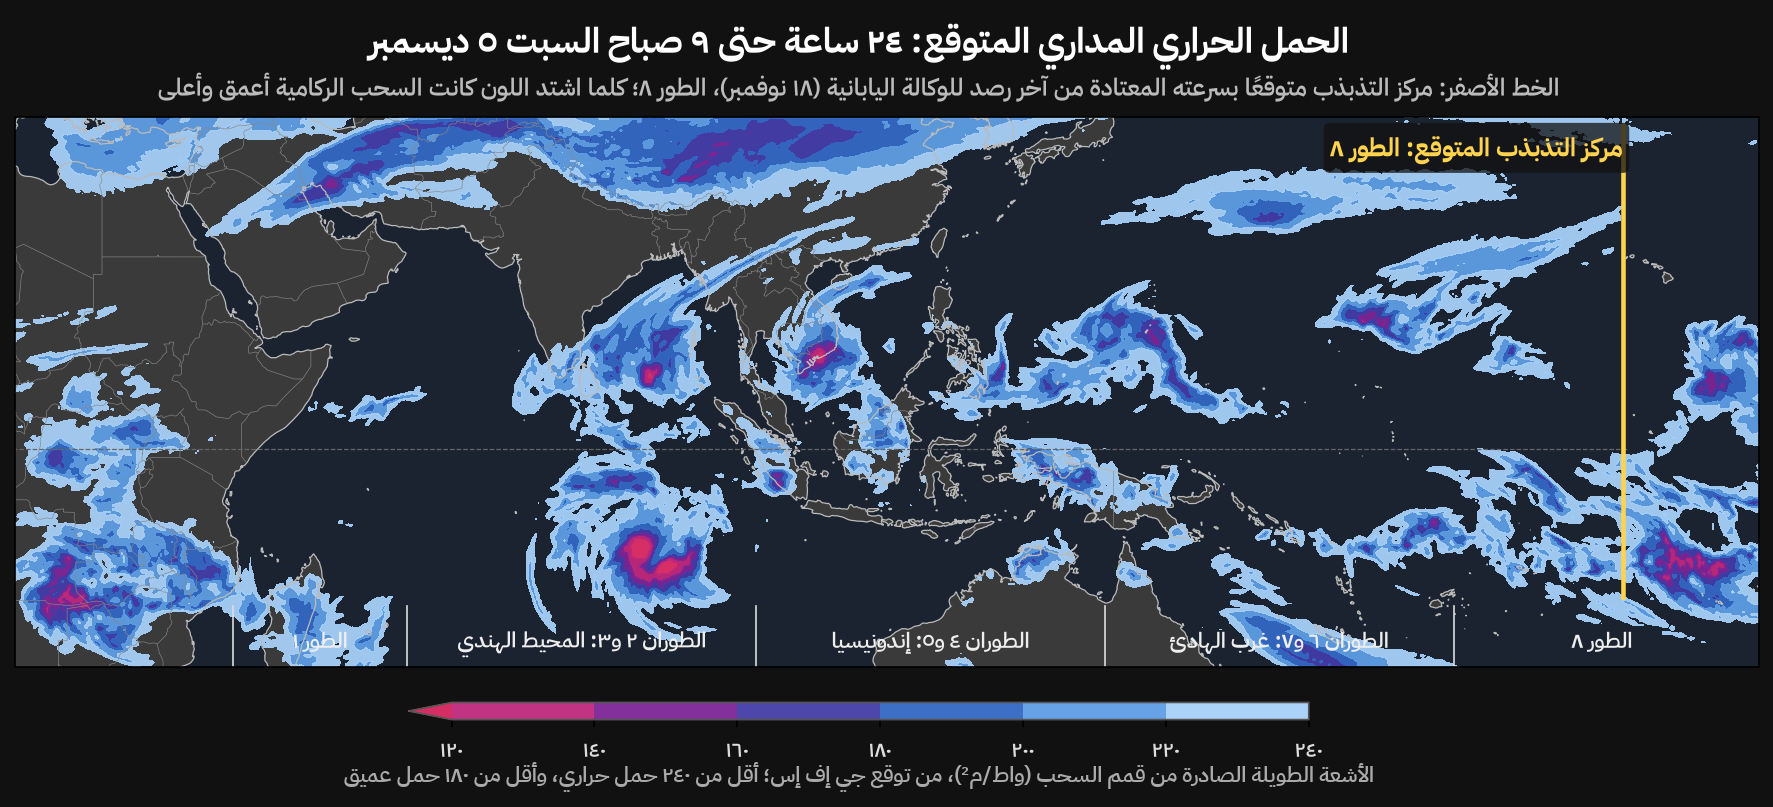 الحمل الحراري المداري المتوقع: ٢٤ ساعة حتى ٩ صباح السبت ٥ ديسمبر
الخط الأصفر: مركز التذبذب متوقعًا بسرعته المعتادة من آخر رصد للوكالة اليابانية (١٨ نوفمبر)، الطور ٨؛ كلما اشتد اللون كانت السحب الركامية أعمق وأعلى
مركز التذبذب المتوقع: الطور ٨
الطور ١
الطوران ٢ و٣: المحيط الهندي
الطوران ٤ و٥: إندونيسيا
الطوران ٦ و٧: غرب الهادئ
الطور ٨
١٢٠ ١٤٠ ١٦٠ ١٨٠ ٢٠٠ ٢٢٠ ٢٤٠
الأشعة الطويلة الصادرة من قمم السحب (واط/م²)، من توقع جي إف إس؛ أقل من ٢٤٠ حمل حراري، وأقل من ١٨٠ حمل عميق